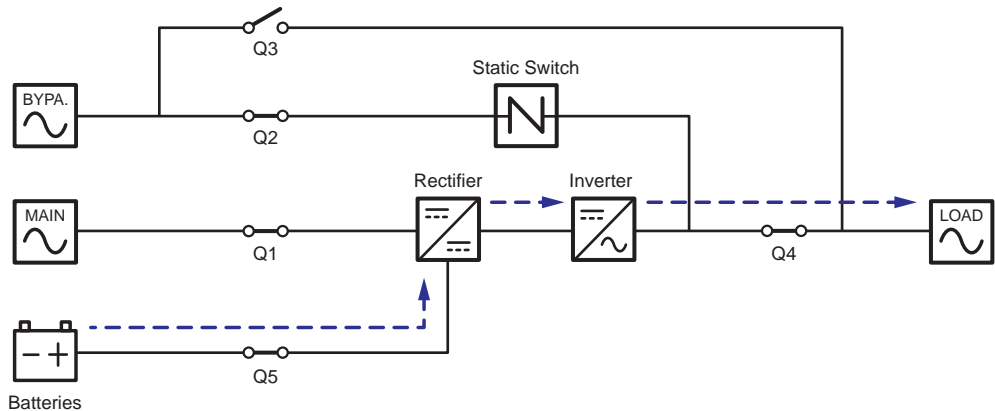 Q3
Static Switch
BYPA.
Q2
Rectifier
Inverter
MAIN
LOAD
Q1
Q4
Q5
Batteries